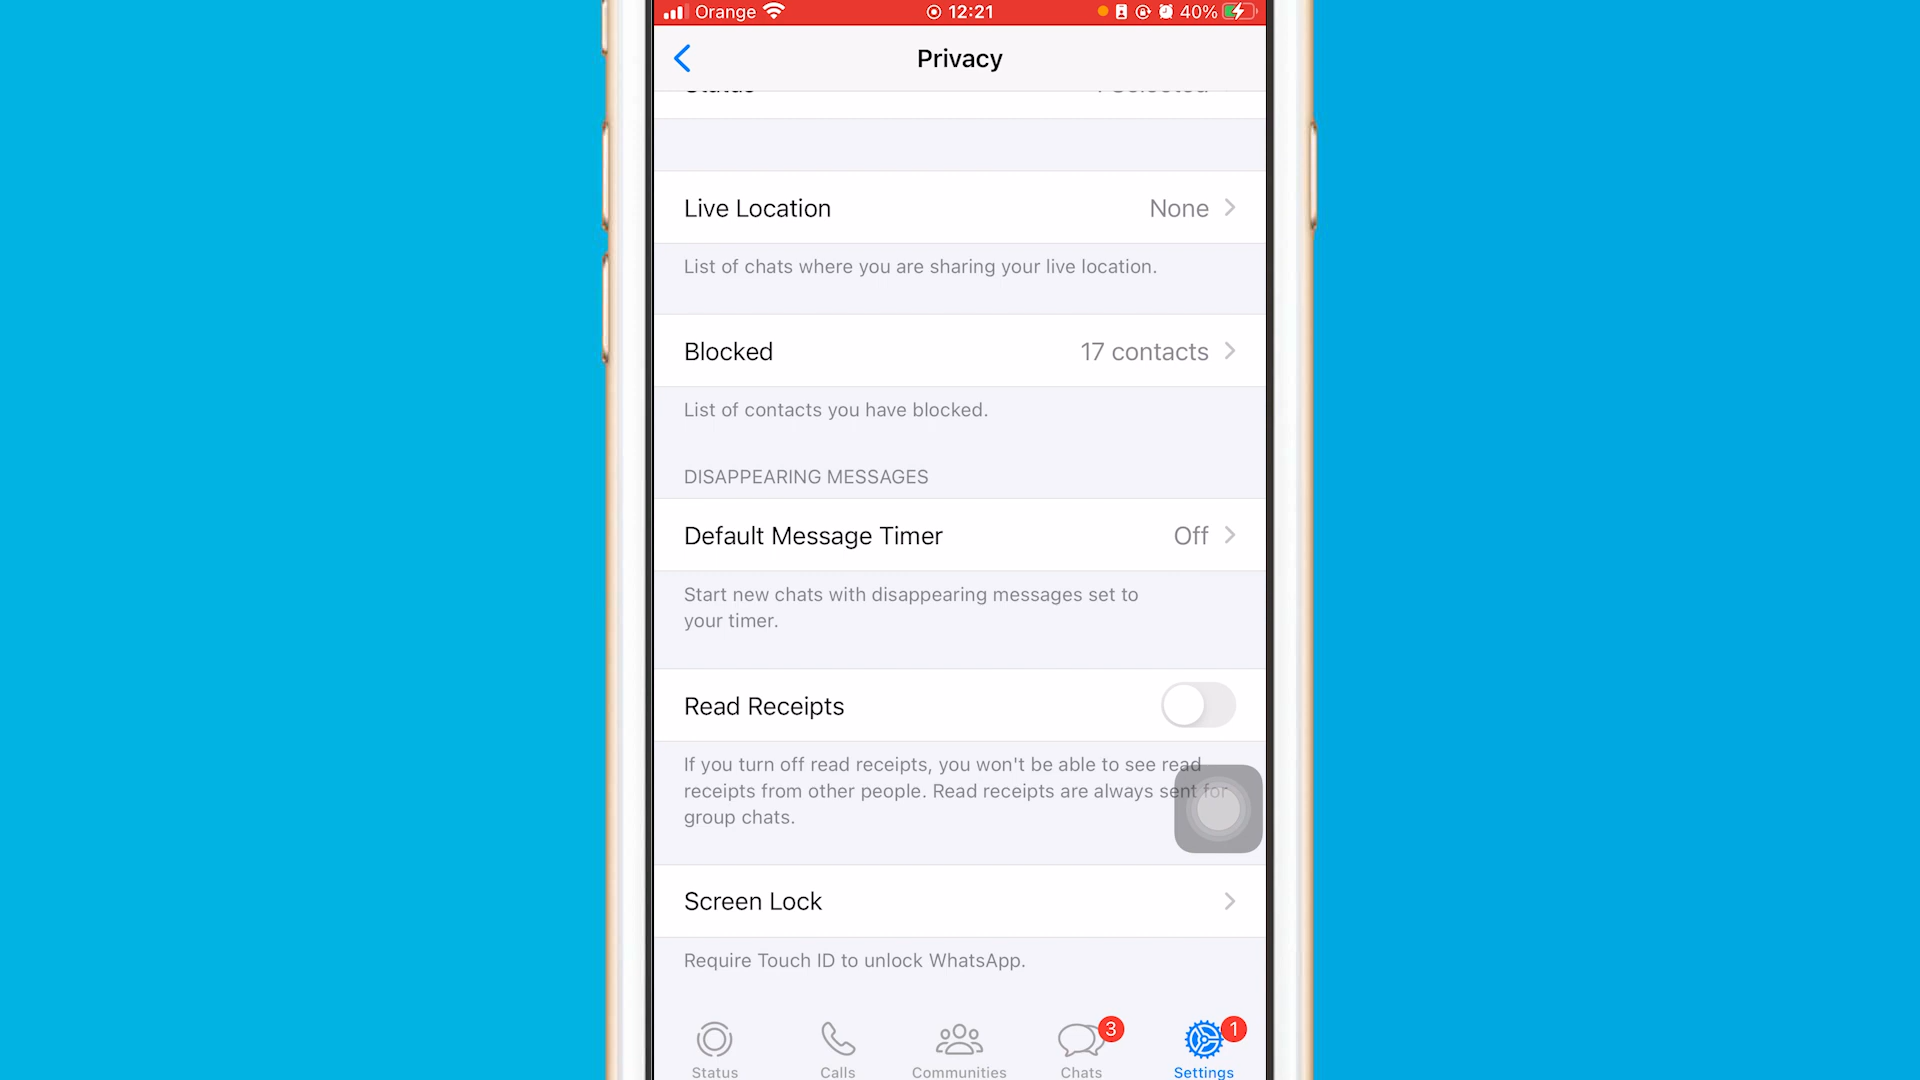 Orange 12:21 40%
Privacy
Live Location None
List of chats where you are sharing your live location.
Blocked 17 contacts
List of contacts you have blocked.
DISAPPEARING MESSAGES
Default Message Timer Off
Start new chats with disappearing messages set to
your timer.
Read Receipts
If you turn off read receipts, you won't be able to see read
receipts from other people. Read receipts are always sent for
group chats.
Screen Lock
Require Touch ID to unlock WhatsApp.
3 1
Status Calls Communities Chats Settings